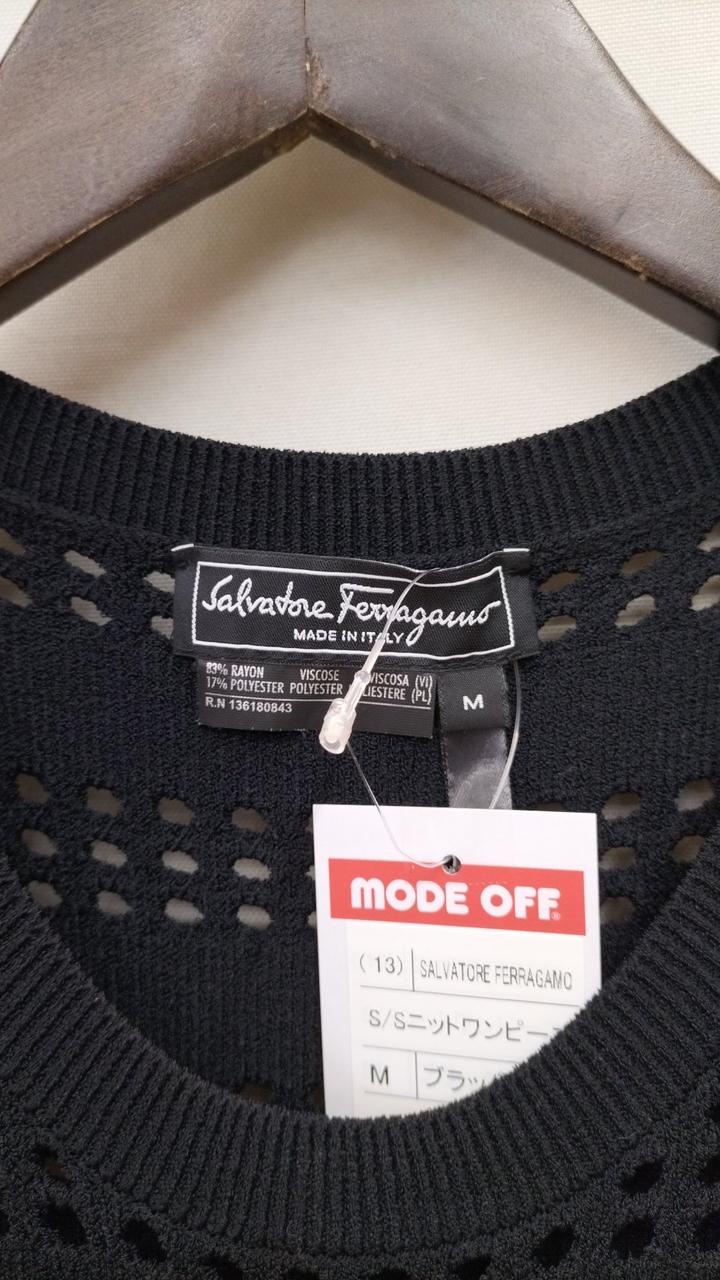 Salvatore Ferragamo
MADE IN ITALY
83% RAYON VISCOSE VISCOSA (VI)
17% POLYESTER POLYESTER (PL)
R.N 136180843
M
MODE OFF
(13) SALVATORE FERRAGAMO
S/Sニットワンピー
M ブラッ